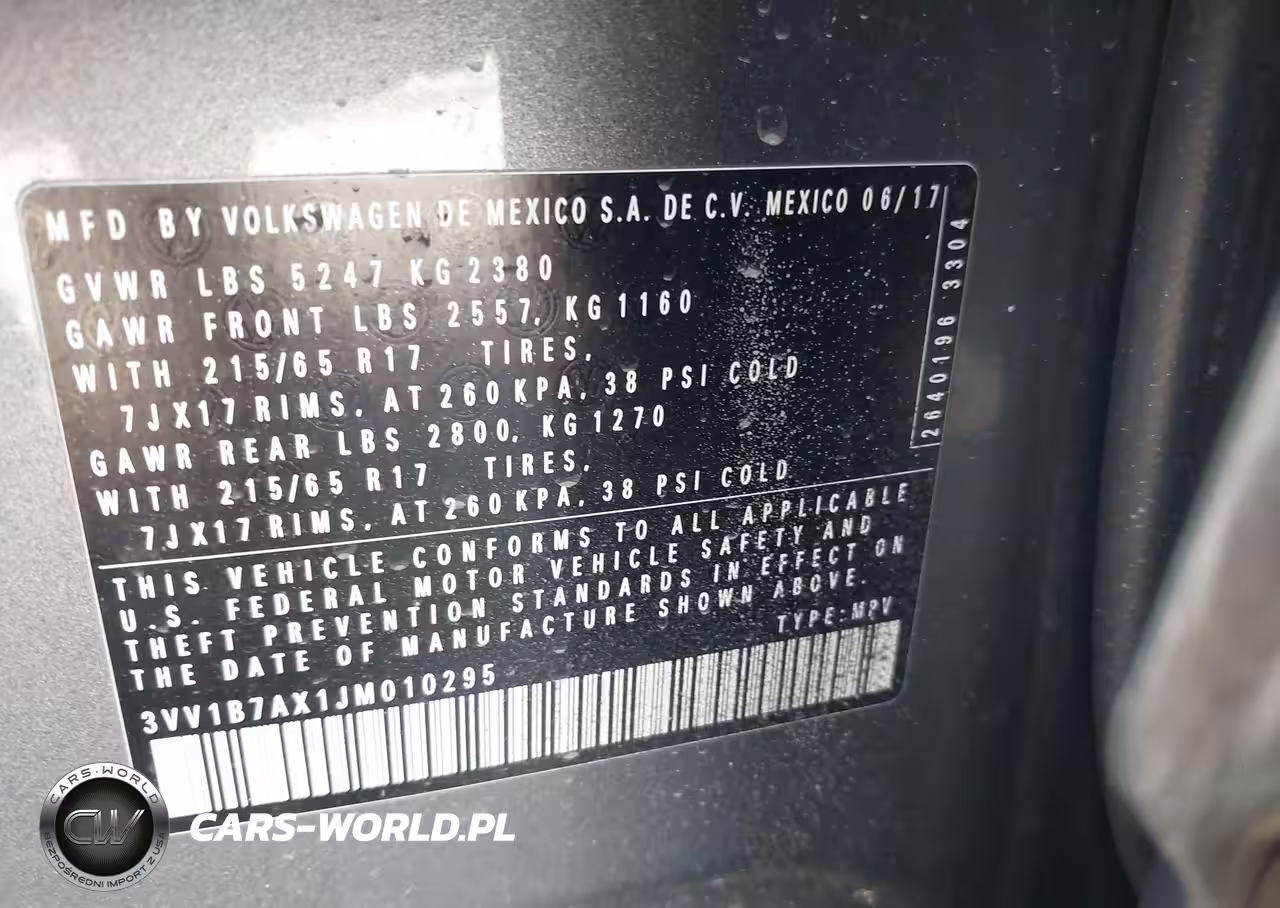 MFD BY VOLKSWAGEN DE MEXICO S.A. DE C.V. MEXICO 06/17
GVWR LBS 5247 KG 2380
GAWR FRONT LBS 2557, KG 1160
WITH 215/65 R17 TIRES,
7JX17 RIMS, AT 260 KPA, 38 PSI COLD
GAWR REAR LBS 2800, KG 1270
WITH 215/65 R17 TIRES,
7JX17 RIMS, AT 260 KPA, 38 PSI COLD
2640196 3304
THIS VEHICLE CONFORMS TO ALL APPLICABLE
U.S. FEDERAL MOTOR VEHICLE SAFETY AND
THEFT PREVENTION STANDARDS IN EFFECT ON
THE DATE OF MANUFACTURE SHOWN ABOVE.
TYPE: MPV
3VV1B7AX1JM010295
CARS-WORLD
CW
BEZPOŚREDNI IMPORT Z USA
CARS-WORLD.PL